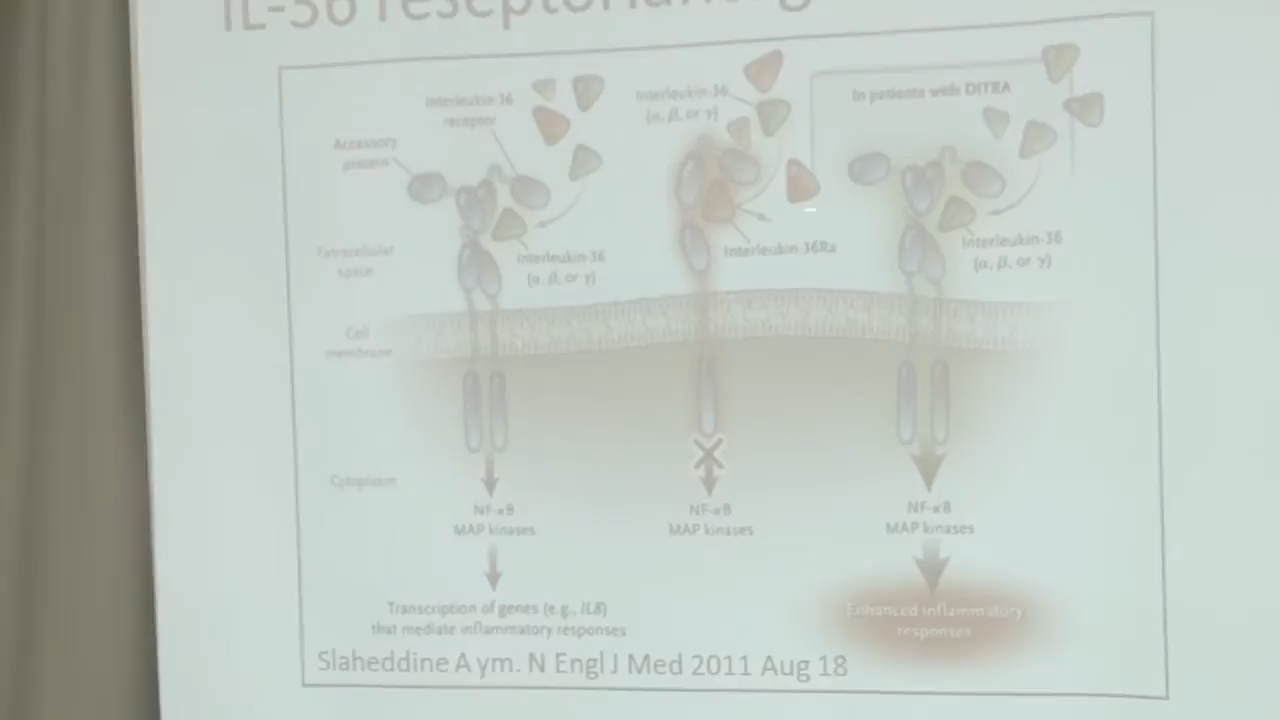 IL-36
Interleukin 36
receptor
Accessory
protein
Extracellular
space
Interleukin-36
(α, β, or γ)
Cell
membrane
Cytoplasm
NF-κB
MAP kinases
Transcription of genes (e.g., IL8)
that mediate inflammatory responses
Interleukin-36
(α, β, or γ)
Interleukin 36Ra
NF-κB
MAP kinases
In patients with DITRA
Interleukin-36
(α, β, or γ)
NF-κB
MAP kinases
Enhanced inflammatory
responses
Slaheddine A ym. N Engl J Med 2011 Aug 18